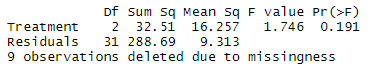 Df Sum Sq Mean Sq F value Pr(>F)
Treatment 2 32.51 16.257 1.746 0.191
Residuals 31 288.69 9.313
9 observations deleted due to missingness